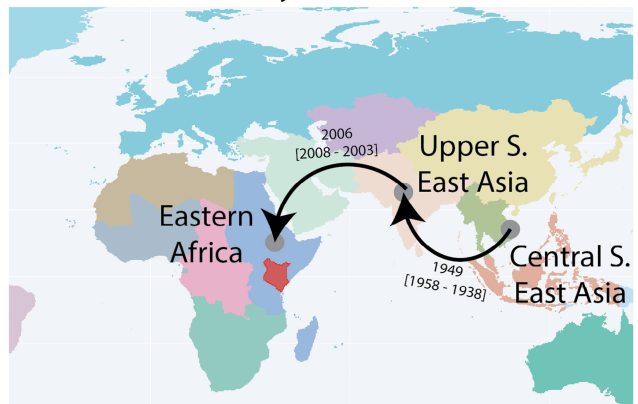 2006
[2008 - 2003]
Upper S.
East Asia
Eastern
Africa
Central S.
East Asia
1949
[1958 - 1938]